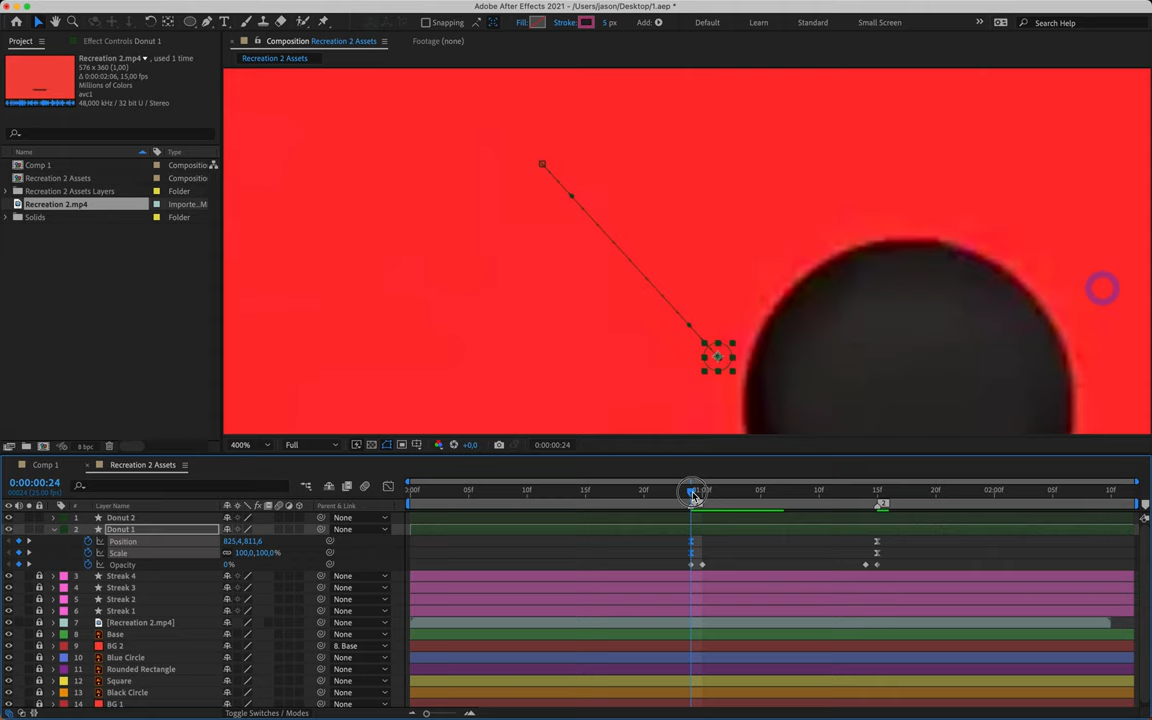 Adobe After Effects 2021 - /Users/jason/Desktop/1.aep *
Snapping
Fill:
Stroke:
5 px
Add:
Default
Learn
Standard
Small Screen
»
Search Help
Project
Effect Controls Donut 1
Composition Recreation 2 Assets
Footage (none)
Recreation 2 Assets
Recreation 2.mp4
, used 1 time
576 x 360 (1,00)
Δ 0:00:02:06, 15,00 fps
Millions of Colors
avc1
48,000 kHz / 32 bit U / Stereo
Name
Type
Comp 1
Compositio
Recreation 2 Assets
Compositio
Recreation 2 Assets Layers
Folder
Recreation 2.mp4
Importe...M
Solids
Folder
8 bpc
400%
Full
+0,0
0:00:00:24
Comp 1
Recreation 2 Assets
0:00:00:24
00024 (25.00 fps)
:00f
05f
10f
15f
20f
01:00f
05f
10f
15f
20f
02:00f
05f
10f
#
Layer Name
Parent & Link
2
1
Donut 2
None
2
Donut 1
None
Position
825,4,811,6
Scale
100,0,100,0%
Opacity
0%
3
Streak 4
None
4
Streak 3
None
5
Streak 2
None
6
Streak 1
None
7
[Recreation 2.mp4]
None
8
Base
None
9
BG 2
8. Base
10
Blue Circle
None
11
Rounded Rectangle
None
12
Square
None
13
Black Circle
None
14
BG 1
None
Toggle Switches / Modes